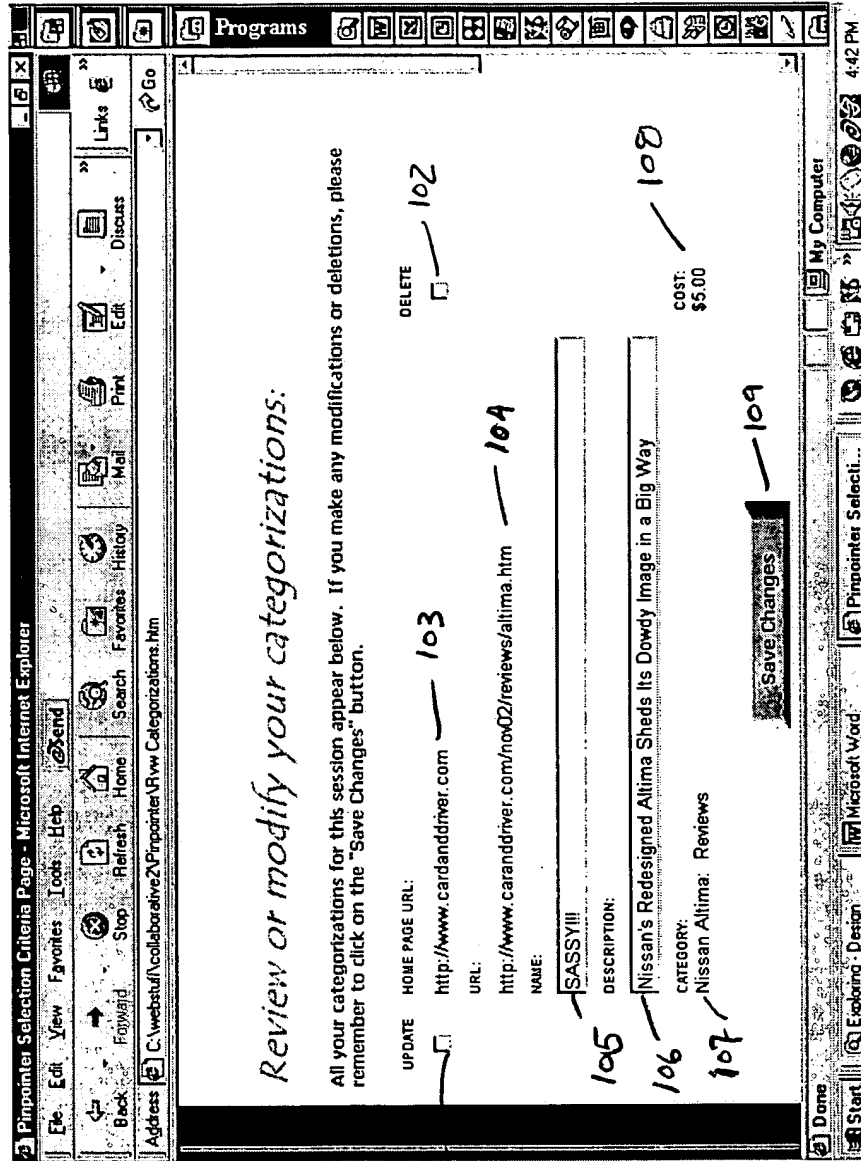 Pinpointer Selection Criteria Page - Microsoft Internet Explorer
File Edit View Favorites Tools Help Send
Back Forward Stop Refresh Home Search Favorites History Mail Print Edit Discuss Links
Address C:\webstuff\collaborative2\Pinpointer\Rvw Categorizations.htm Go
Programs
Review or modify your categorizations:
All your categorizations for this session appear below. If you make any modifications or deletions, please
remember to click on the "Save Changes" button.
UPDATE HOME PAGE URL: DELETE
http://www.cardanddriver.com 103 102
URL:
http://www.caranddriver.com/nov02/reviews/altima.htm 104
NAME:
SASSY!!!
105
DESCRIPTION:
Nissan's Redesigned Altima Sheds Its Dowdy Image in a Big Way
106
CATEGORY: COST:
Nissan Altima: Reviews $5.00 108
107
Save Changes 109
Done My Computer
Start Exploring - Design Microsoft Word Pinpointer Selecti... 4:42 PM